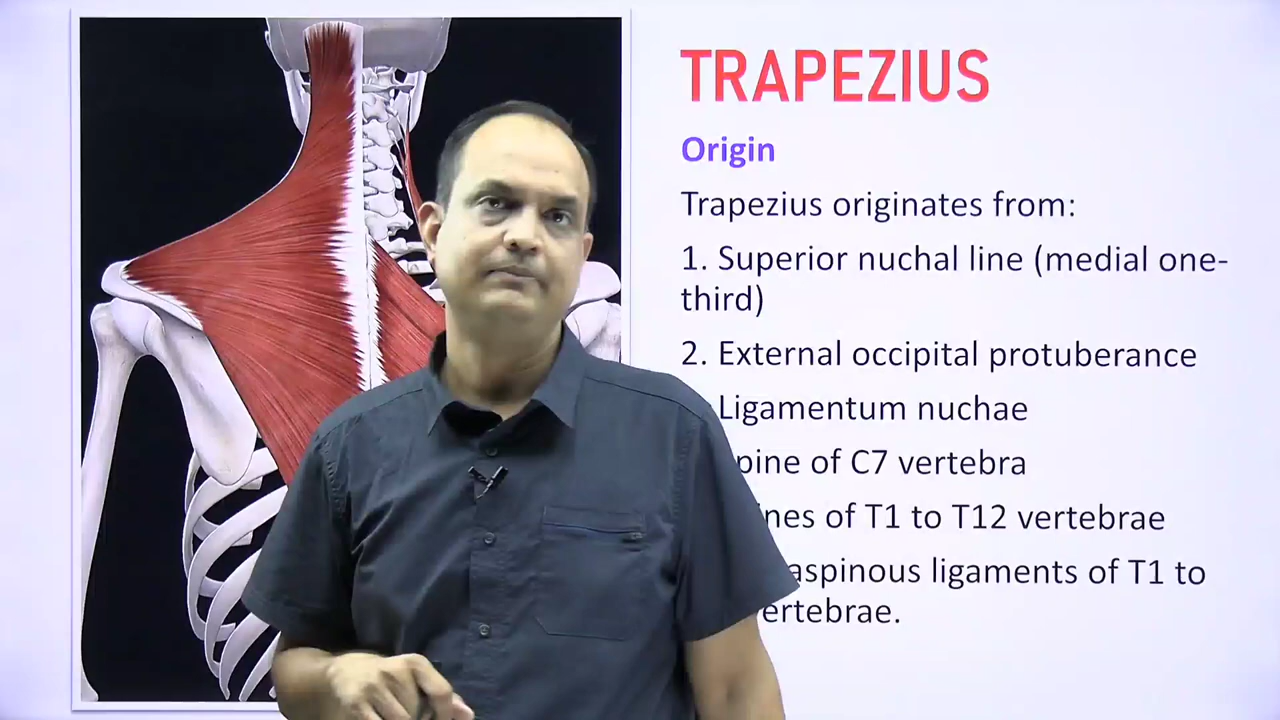 TRAPEZIUS
Origin
Trapezius originates from:
1. Superior nuchal line (medial one-
third)
2. External occipital protuberance
Ligamentum nuchae
pine of C7 vertebra
nes of T1 to T12 vertebrae
aspinous ligaments of T1 to
ertebrae.